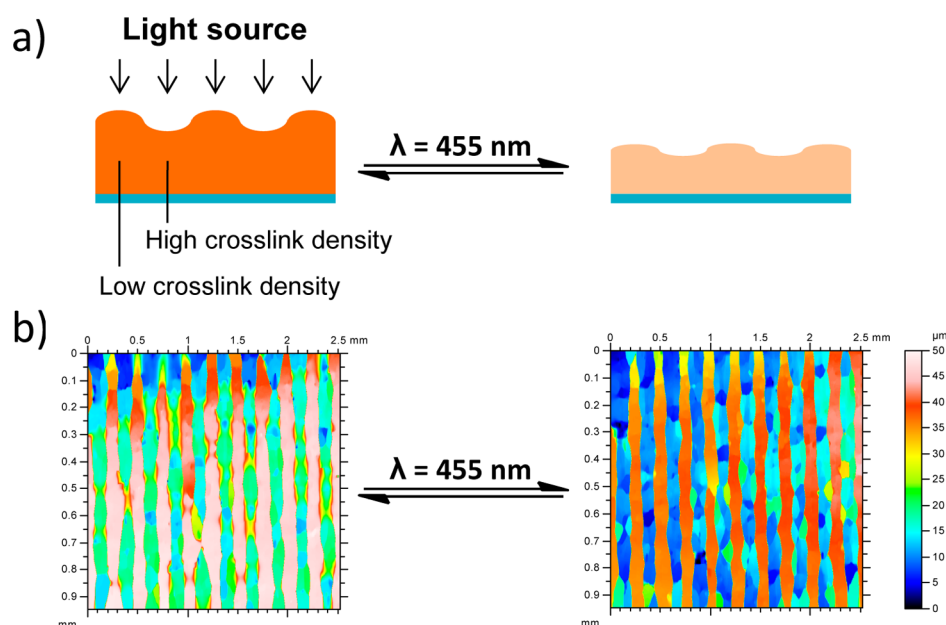 a)
Light source
λ = 455 nm
High crosslink density
Low crosslink density
b)
0 0.5 1 1.5 2 2.5 mm
0
0.1
0.2
0.3
0.4
0.5
0.6
0.7
0.8
0.9
mm
λ = 455 nm
0 0.5 1 1.5 2 2.5 mm
0
0.1
0.2
0.3
0.4
0.5
0.6
0.7
0.8
0.9
mm
µm
50
45
40
35
30
25
20
15
10
5
0